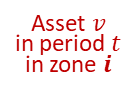 Asset v
in period t
in zone i